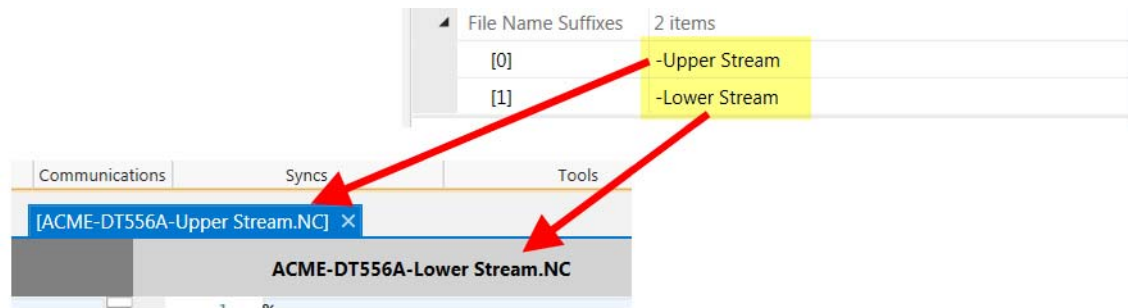 File Name Suffixes 2 items
[0] -Upper Stream
[1] -Lower Stream
Communications Syncs Tools
[ACME-DT556A-Upper Stream.NC] ×
ACME-DT556A-Lower Stream.NC
%